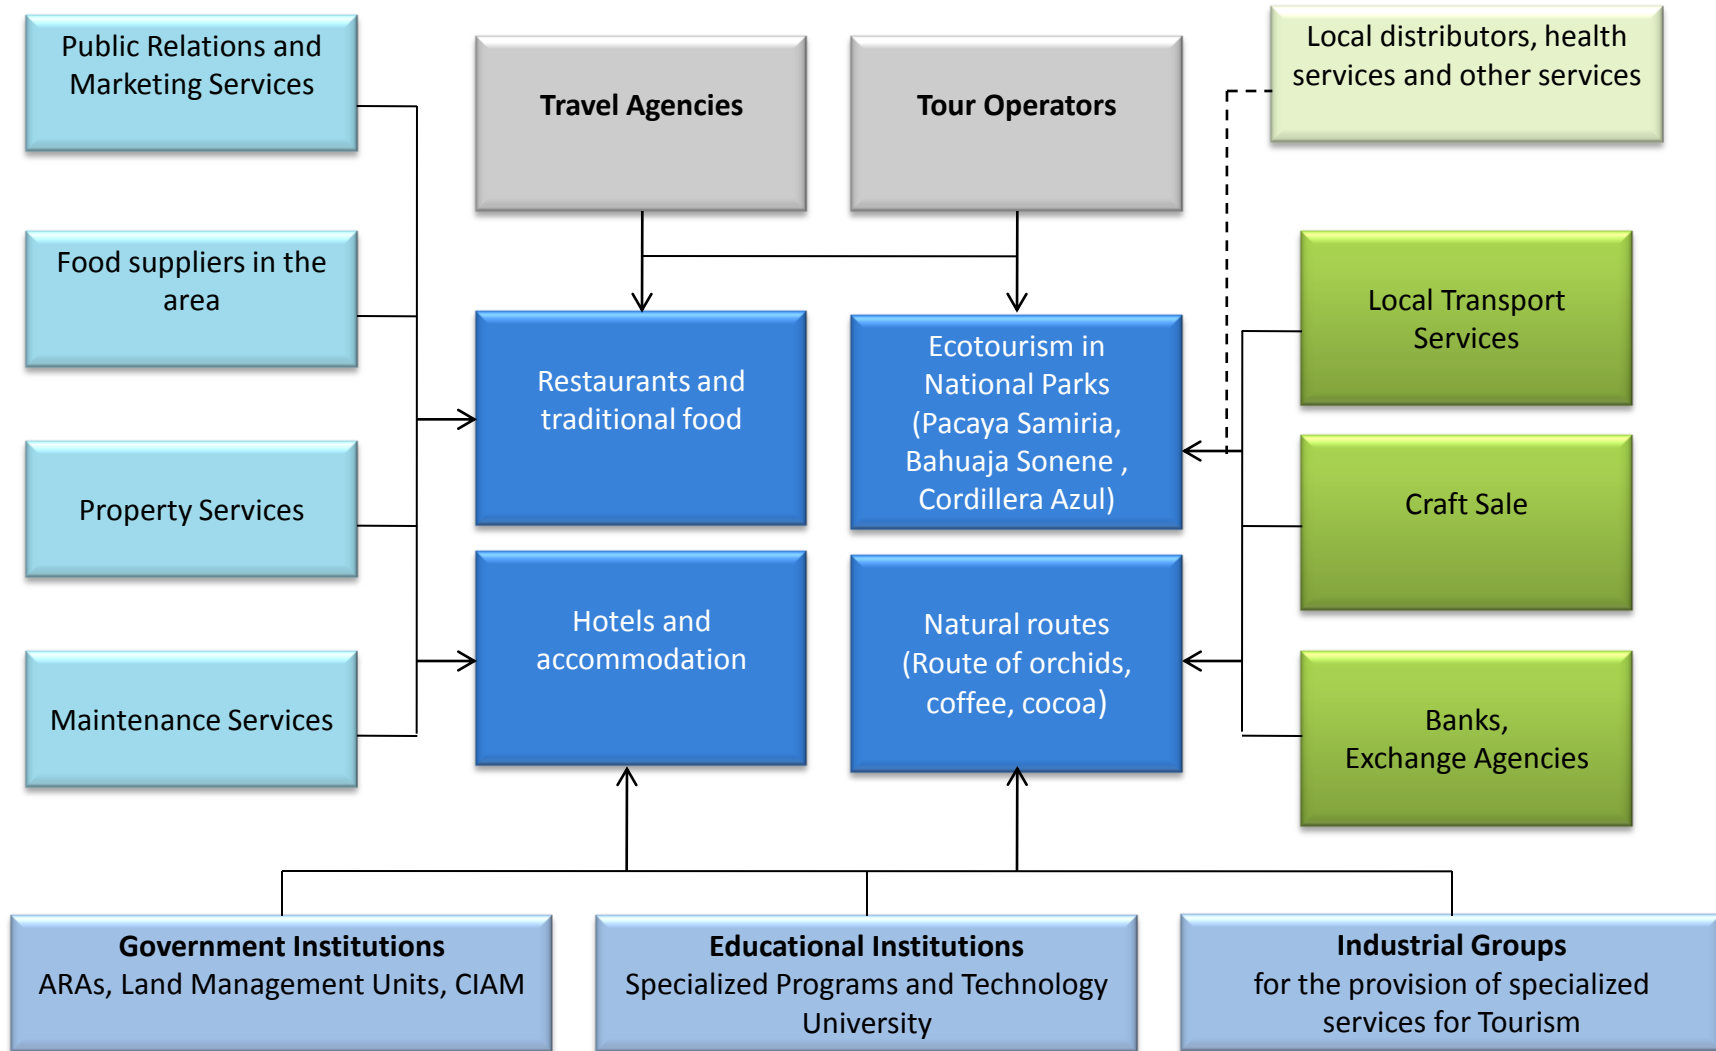 Public Relations and
Marketing Services
Travel Agencies
Tour Operators
Local distributors, health
services and other services
Food suppliers in the
area
Restaurants and
traditional food
Ecotourism in
National Parks
(Pacaya Samiria,
Bahuaja Sonene ,
Cordillera Azul)
Local Transport
Services
Property Services
Craft Sale
Hotels and
accommodation
Natural routes
(Route of orchids,
coffee, cocoa)
Maintenance Services
Banks,
Exchange Agencies
Government Institutions
ARAs, Land Management Units, CIAM
Educational Institutions
Specialized Programs and Technology
University
Industrial Groups
for the provision of specialized
services for Tourism